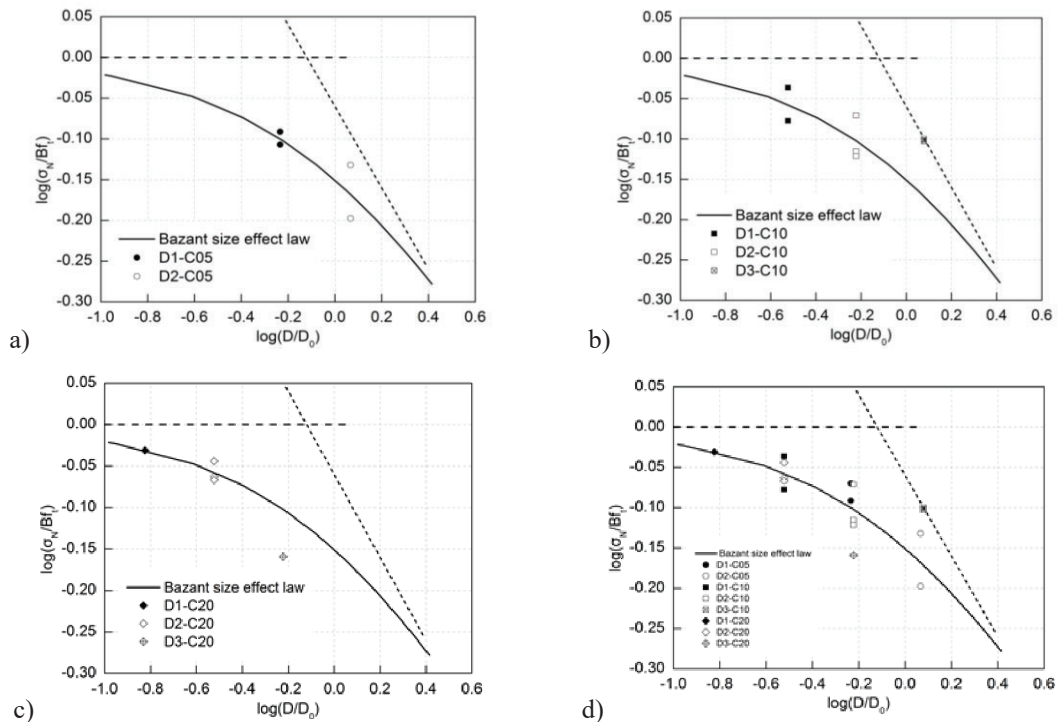 0.05
0.00
-0.05
-0.10
-0.15
-0.20
-0.25
-0.30
log(σN/Bft)
Bazant size effect law
D1-C05
D2-C05
-1.0 -0.8 -0.6 -0.4 -0.2 0.0 0.2 0.4 0.6
log(D/D0)
a)
0.05
0.00
-0.05
-0.10
-0.15
-0.20
-0.25
-0.30
log(σN/Bft)
Bazant size effect law
D1-C10
D2-C10
D3-C10
-1.0 -0.8 -0.6 -0.4 -0.2 0.0 0.2 0.4 0.6
log(D/D0)
b)
0.05
0.00
-0.05
-0.10
-0.15
-0.20
-0.25
-0.30
log(σN/Bft)
Bazant size effect law
D1-C20
D2-C20
D3-C20
-1.0 -0.8 -0.6 -0.4 -0.2 0.0 0.2 0.4 0.6
log(D/D0)
c)
0.05
0.00
-0.05
-0.10
-0.15
-0.20
-0.25
-0.30
log(σN/Bft)
Bazant size effect law
D1-C05
D2-C05
D1-C10
D2-C10
D3-C10
D1-C20
D2-C20
D3-C20
-1.0 -0.8 -0.6 -0.4 -0.2 0.0 0.2 0.4 0.6
log(D/D0)
d)